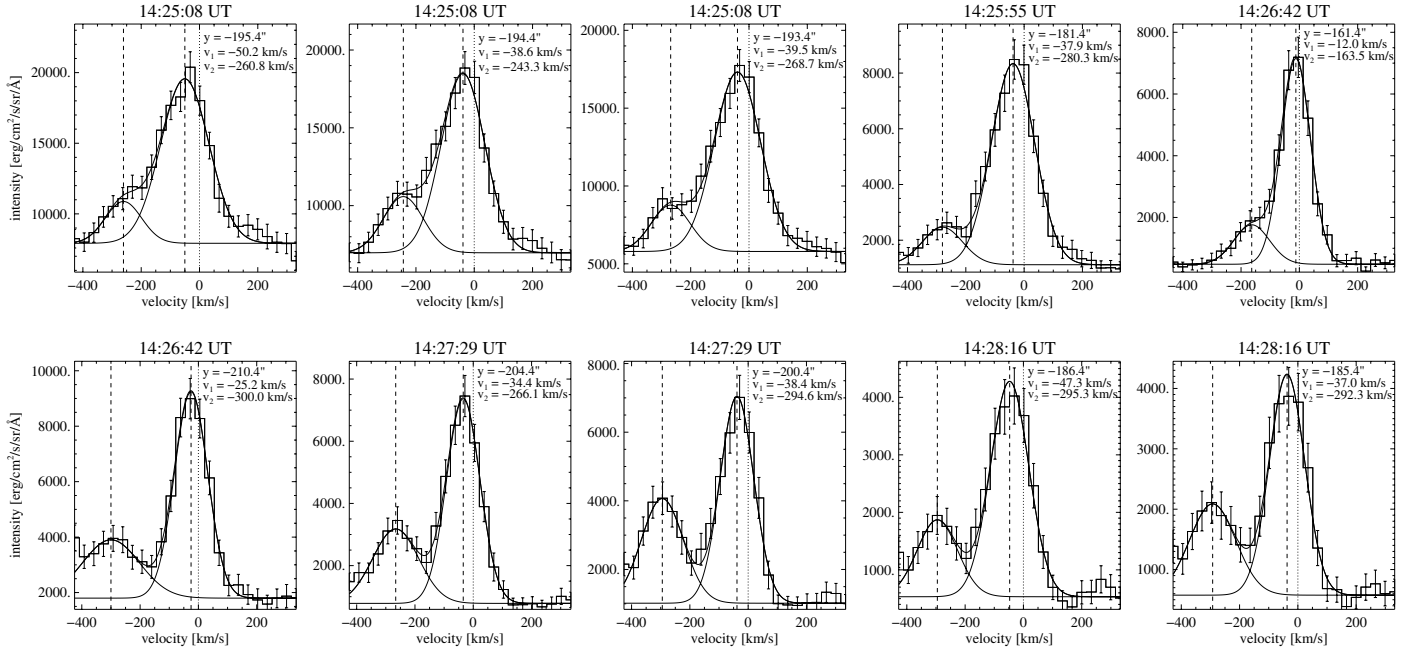 14:25:08 UT
y = −195.4"
v1 = −50.2 km/s
v2 = −260.8 km/s
20000.
15000.
10000.
intensity [erg/cm²/s/sr/Å]
−400 −200 0 200
velocity [km/s]
14:25:08 UT
y = −194.4"
v1 = −38.6 km/s
v2 = −243.3 km/s
20000.
15000.
10000.
−400 −200 0 200
velocity [km/s]
14:25:08 UT
y = −193.4"
v1 = −39.5 km/s
v2 = −268.7 km/s
20000.
15000.
10000.
5000.
−400 −200 0 200
velocity [km/s]
14:25:55 UT
y = −181.4"
v1 = −37.9 km/s
v2 = −280.3 km/s
8000.
6000.
4000.
2000.
−400 −200 0 200
velocity [km/s]
14:26:42 UT
y = −161.4"
v1 = −12.0 km/s
v2 = −163.5 km/s
8000.
6000.
4000.
2000.
−400 −200 0 200
velocity [km/s]
14:26:42 UT
y = −210.4"
v1 = −25.2 km/s
v2 = −300.0 km/s
10000.
8000.
6000.
4000.
2000.
intensity [erg/cm²/s/sr/Å]
−400 −200 0 200
velocity [km/s]
14:27:29 UT
y = −204.4"
v1 = −34.4 km/s
v2 = −266.1 km/s
8000.
6000.
4000.
2000.
−400 −200 0 200
velocity [km/s]
14:27:29 UT
y = −200.4"
v1 = −38.4 km/s
v2 = −294.6 km/s
8000.
6000.
4000.
2000.
−400 −200 0 200
velocity [km/s]
14:28:16 UT
y = −186.4"
v1 = −47.3 km/s
v2 = −295.3 km/s
4000.
3000.
2000.
1000.
−400 −200 0 200
velocity [km/s]
14:28:16 UT
y = −185.4"
v1 = −37.0 km/s
v2 = −292.3 km/s
4000.
3000.
2000.
1000.
−400 −200 0 200
velocity [km/s]